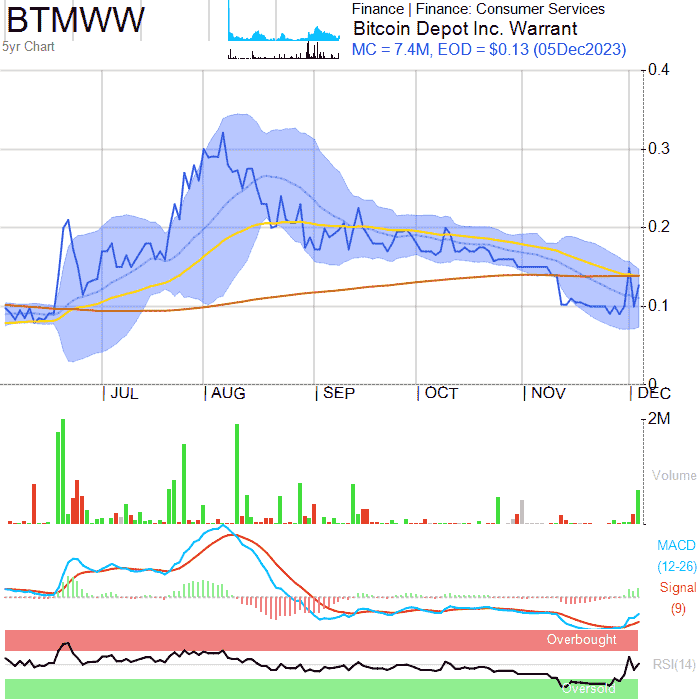 BTMWW
5yr Chart
Finance | Finance: Consumer Services
Bitcoin Depot Inc. Warrant
MC = 7.4M, EOD = $0.13 (05Dec2023)
0.4
0.3
0.2
0.1
0
JUL AUG SEP OCT NOV DEC
2M
Volume
MACD
(12-26)
Signal
(9)
Overbought
RSI(14)
Oversold